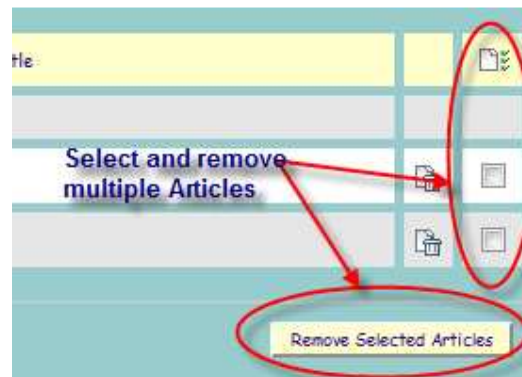 tle
Select and remove
multiple Articles
Remove Selected Articles